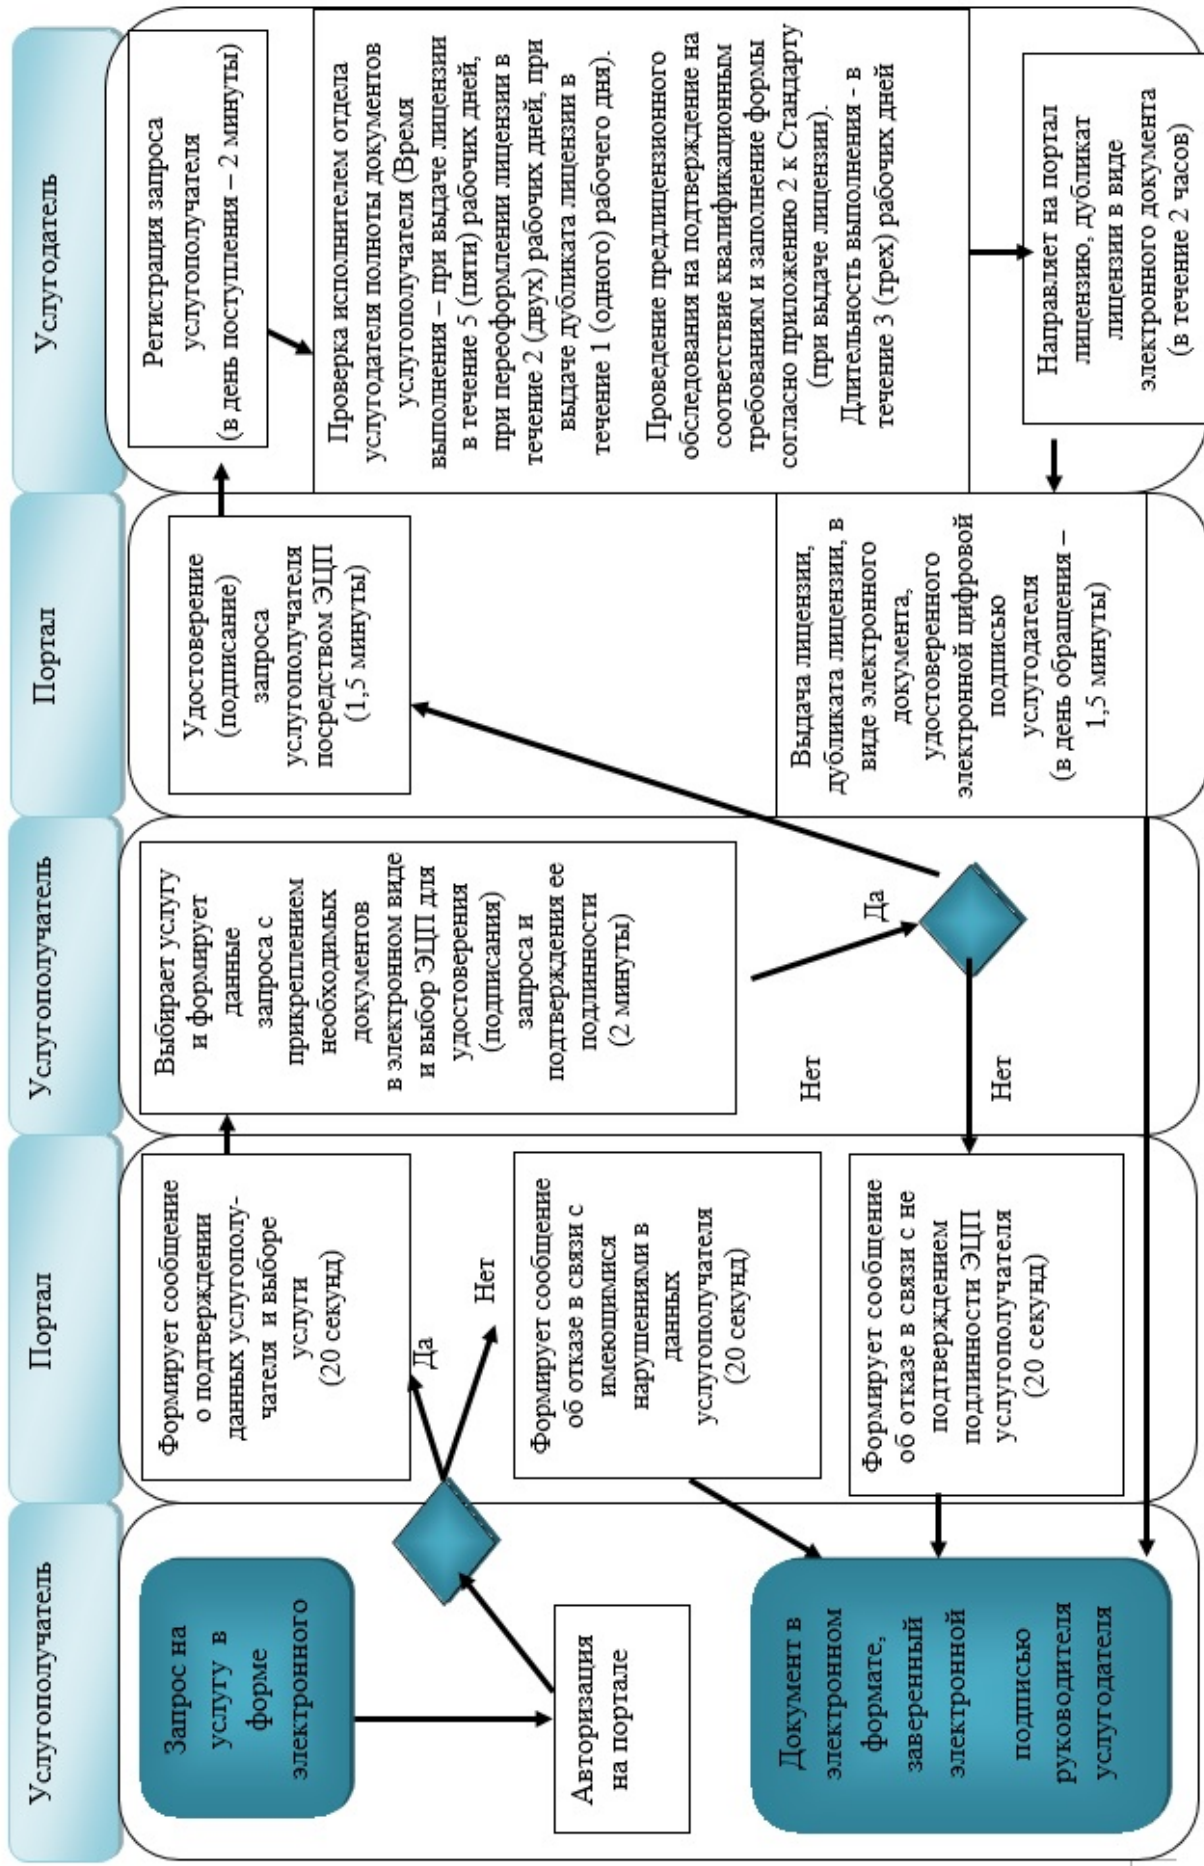 Услугополучатель
Портал
Услугополучатель
Портал
Услугодатель
Запрос на
услугу в
форме
электронного
Авторизация
на портале
Документ в
электронном
формате,
заверенный
электронной
подписью
руководителя
услугодателя
Формирует сообщение
о подтверждении
данных услугополу-
чателя и выборе
услуги
(20 секунд)
Да
Нет
Формирует сообщение
об отказе в связи с
имеющимися
нарушениями в
данных
услугополучателя
(20 секунд)
Формирует сообщение
об отказе в связи с не
подтверждением
подлинности ЭЦП
услугополучателя
(20 секунд)
Выбирает услугу
и формирует
данные
запроса с
прикреплением
необходимых
документов
в электронном виде
и выбор ЭЦП для
удостоверения
(подписания)
запроса и
подтверждения ее
подлинности
(2 минуты)
Нет
Да
Нет
Удостоверение
(подписание)
запроса
услугополучателя
посредством ЭЦП
(1,5 минуты)
Выдача лицензии,
дубликата лицензии, в
виде электронного
документа,
удостоверенного
электронной цифровой
подписью
услугодателя
(в день обращения –
1,5 минуты)
Регистрация запроса
услугополучателя
(в день поступления – 2 минуты)
Проверка исполнителем отдела
услугодателя полноты документов
услугополучателя (Время
выполнения – при выдаче лицензии
в течение 5 (пяти) рабочих дней,
при переоформлении лицензии в
течение 2 (двух) рабочих дней, при
выдаче дубликата лицензии в
течение 1 (одного) рабочего дня).
Проведение предлицензионного
обследования на подтверждение на
соответствие квалификационным
требованиям и заполнение формы
согласно приложению 2 к Стандарту
(при выдаче лицензии).
Длительность выполнения - в
течение 3 (трех) рабочих дней
Направляет на портал
лицензию, дубликат
лицензии в виде
электронного документа
(в течение 2 часов)